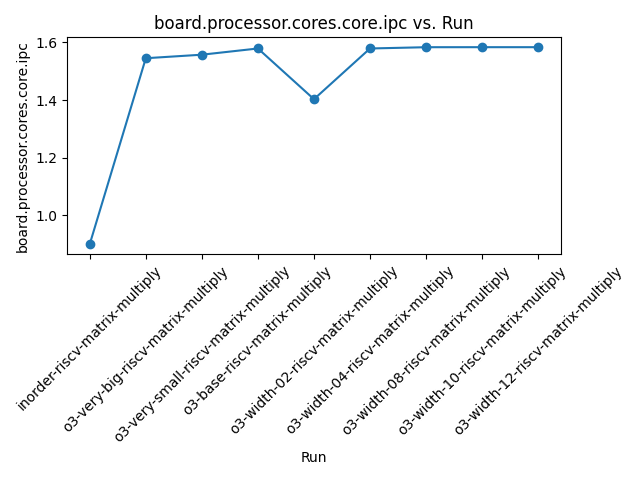 board.processor.cores.core.ipc vs. Run
board.processor.cores.core.ipc
1.6
1.4
1.2
1.0
inorder-riscv-matrix-multiply
o3-very-big-riscv-matrix-multiply
o3-very-small-riscv-matrix-multiply
o3-base-riscv-matrix-multiply
o3-width-02-riscv-matrix-multiply
o3-width-04-riscv-matrix-multiply
o3-width-08-riscv-matrix-multiply
o3-width-10-riscv-matrix-multiply
o3-width-12-riscv-matrix-multiply
Run